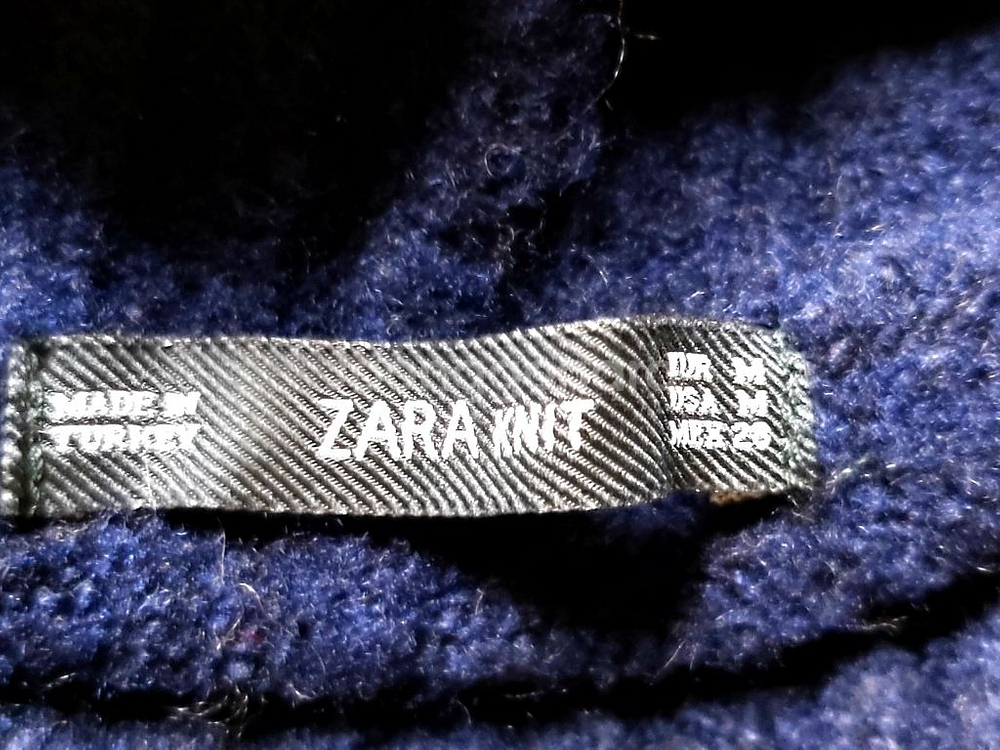 MADE IN
TURKEY
ZARA KNIT
EUR M
USA M
MEX 28